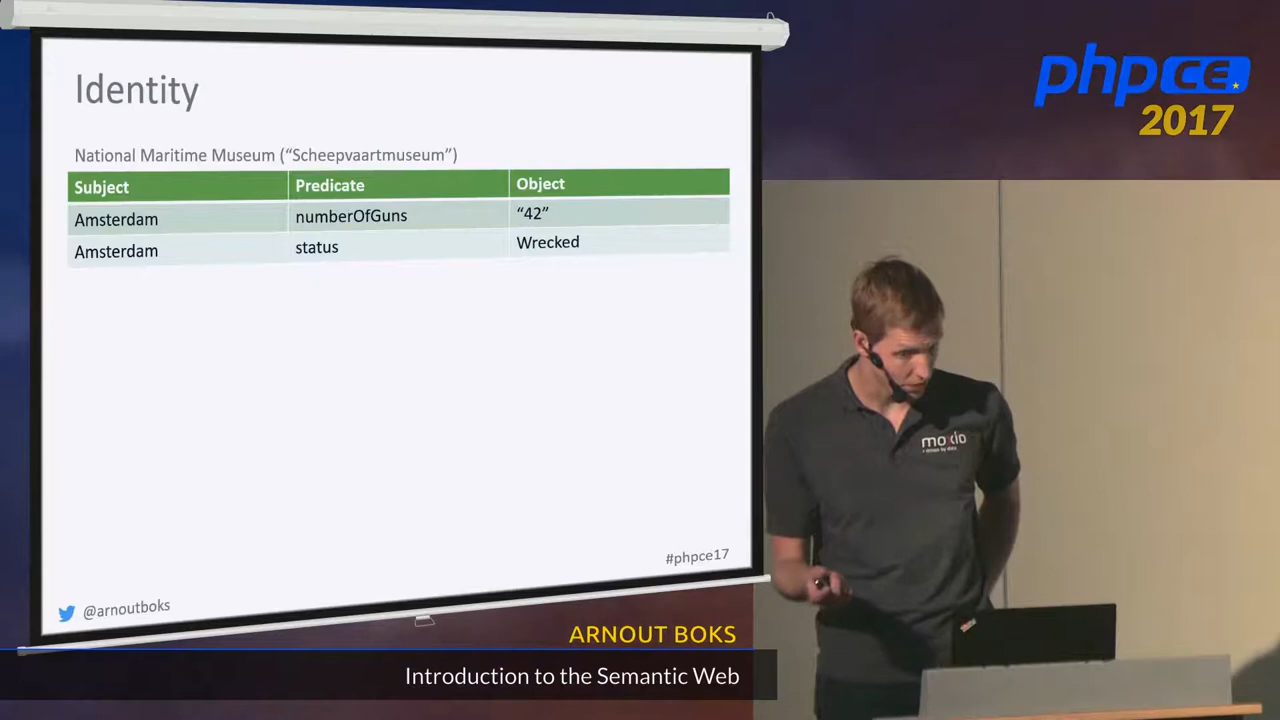 Identity
National Maritime Museum (“Scheepvaartmuseum”)
Subject Predicate Object
Amsterdam numberOfGuns “42”
Amsterdam status Wrecked
#phpce17
@arnoutboks
phpCE
2017
moxio
ARNOUT BOKS
Introduction to the Semantic Web